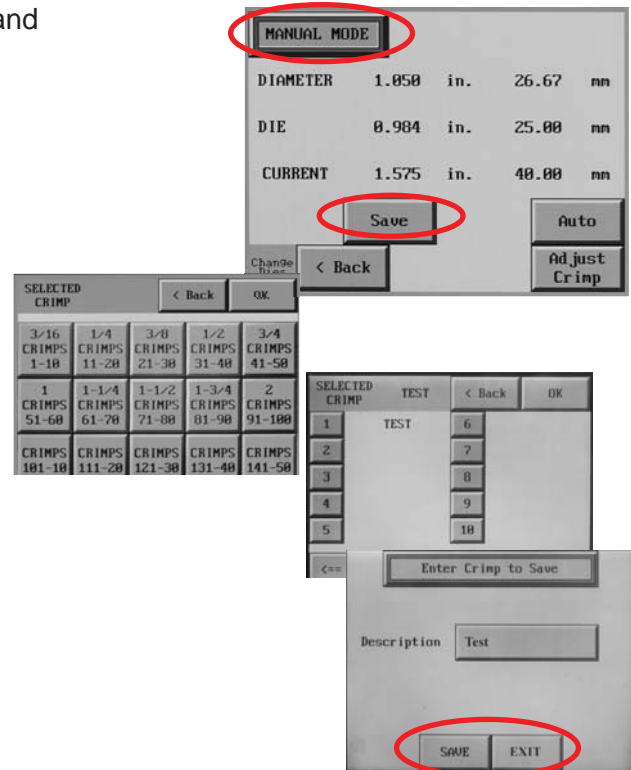 and
MANUAL MODE
DIAMETER 1.050 in. 26.67 mm
DIE 0.984 in. 25.00 mm
CURRENT 1.575 in. 40.00 mm
Save
Auto
Change
Dies
< Back
Adjust
Crimp
SELECTED
CRIMP
< Back
O.K.
3/16 1/4 3/8 1/2 3/4
CRIMPS CRIMPS CRIMPS CRIMPS CRIMPS
1-10 11-20 21-30 31-40 41-50
1 1-1/4 1-1/2 1-3/4 2
CRIMPS CRIMPS CRIMPS CRIMPS CRIMPS
51-60 61-70 71-80 81-90 91-100
CRIMPS CRIMPS CRIMPS CRIMPS CRIMPS
101-10 111-20 121-30 131-40 141-50
SELECTED
CRIMP
TEST
< Back
OK
1 TEST 6
2 7
3 8
4 9
5 10
<==
Enter Crimp to Save
Description Test
SAVE EXIT